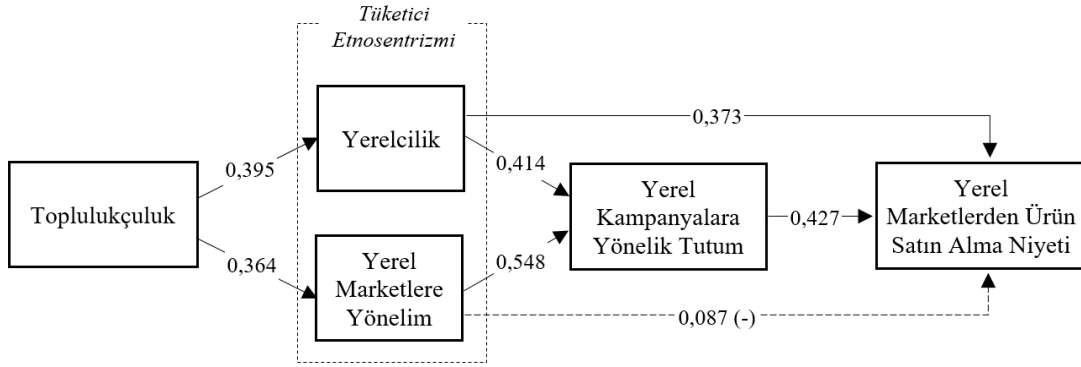 Tüketici
Etnosentrizmi
Yerelcilik
0,373
0,395
0,414
Toplulukçuluk
Yerel
Kampanyalara
Yönelik Tutum
0,427
Yerel
Marketlerden Ürün
Satın Alma Niyeti
0,364
Yerel
Marketlere
Yönelim
0,548
0,087 (-)